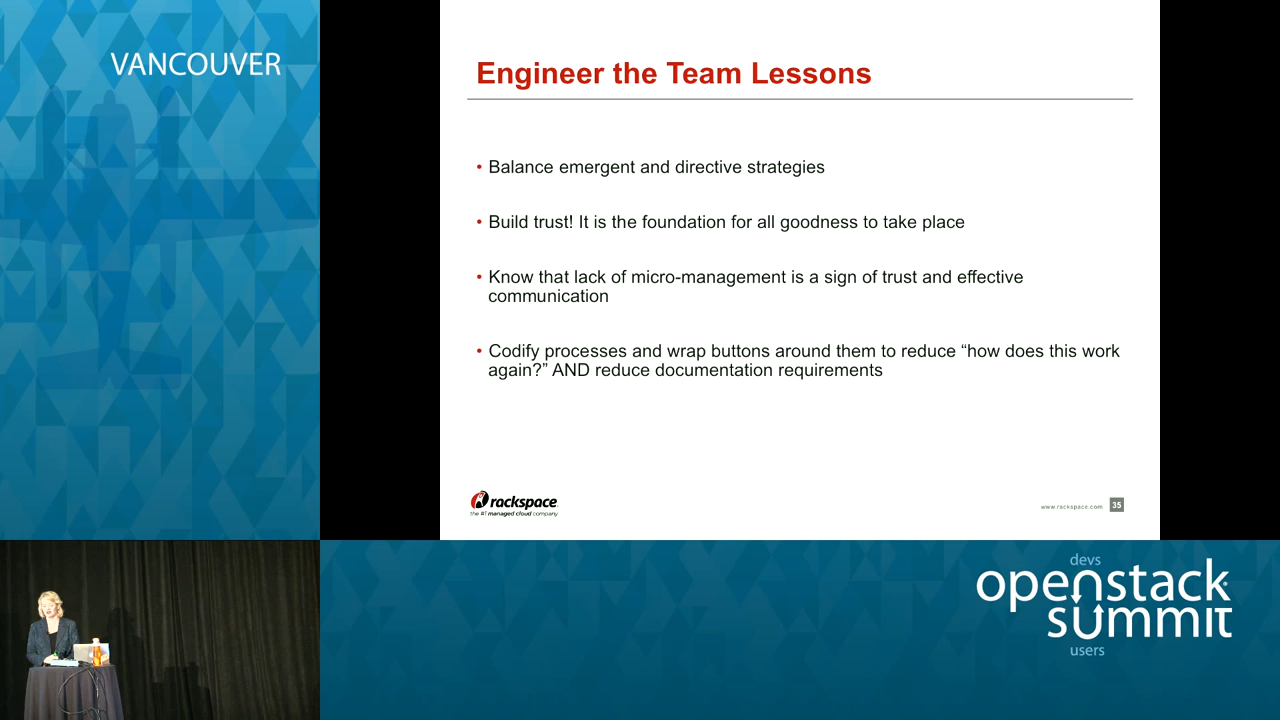 VANCOUVER
Engineer the Team Lessons
• Balance emergent and directive strategies
• Build trust! It is the foundation for all goodness to take place
• Know that lack of micro-management is a sign of trust and effective
communication
• Codify processes and wrap buttons around them to reduce “how does this work
again?” AND reduce documentation requirements
rackspace
the #1 managed cloud company
www.rackspace.com 35
devs
openstack
summit
users